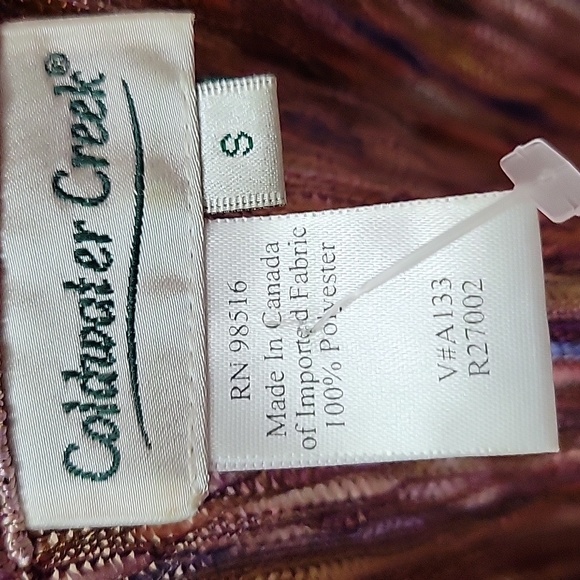 Coldwater Creek®
S
RN 98516
Made In Canada
of Imported Fabric
100% Polyester
V#A133
R27002